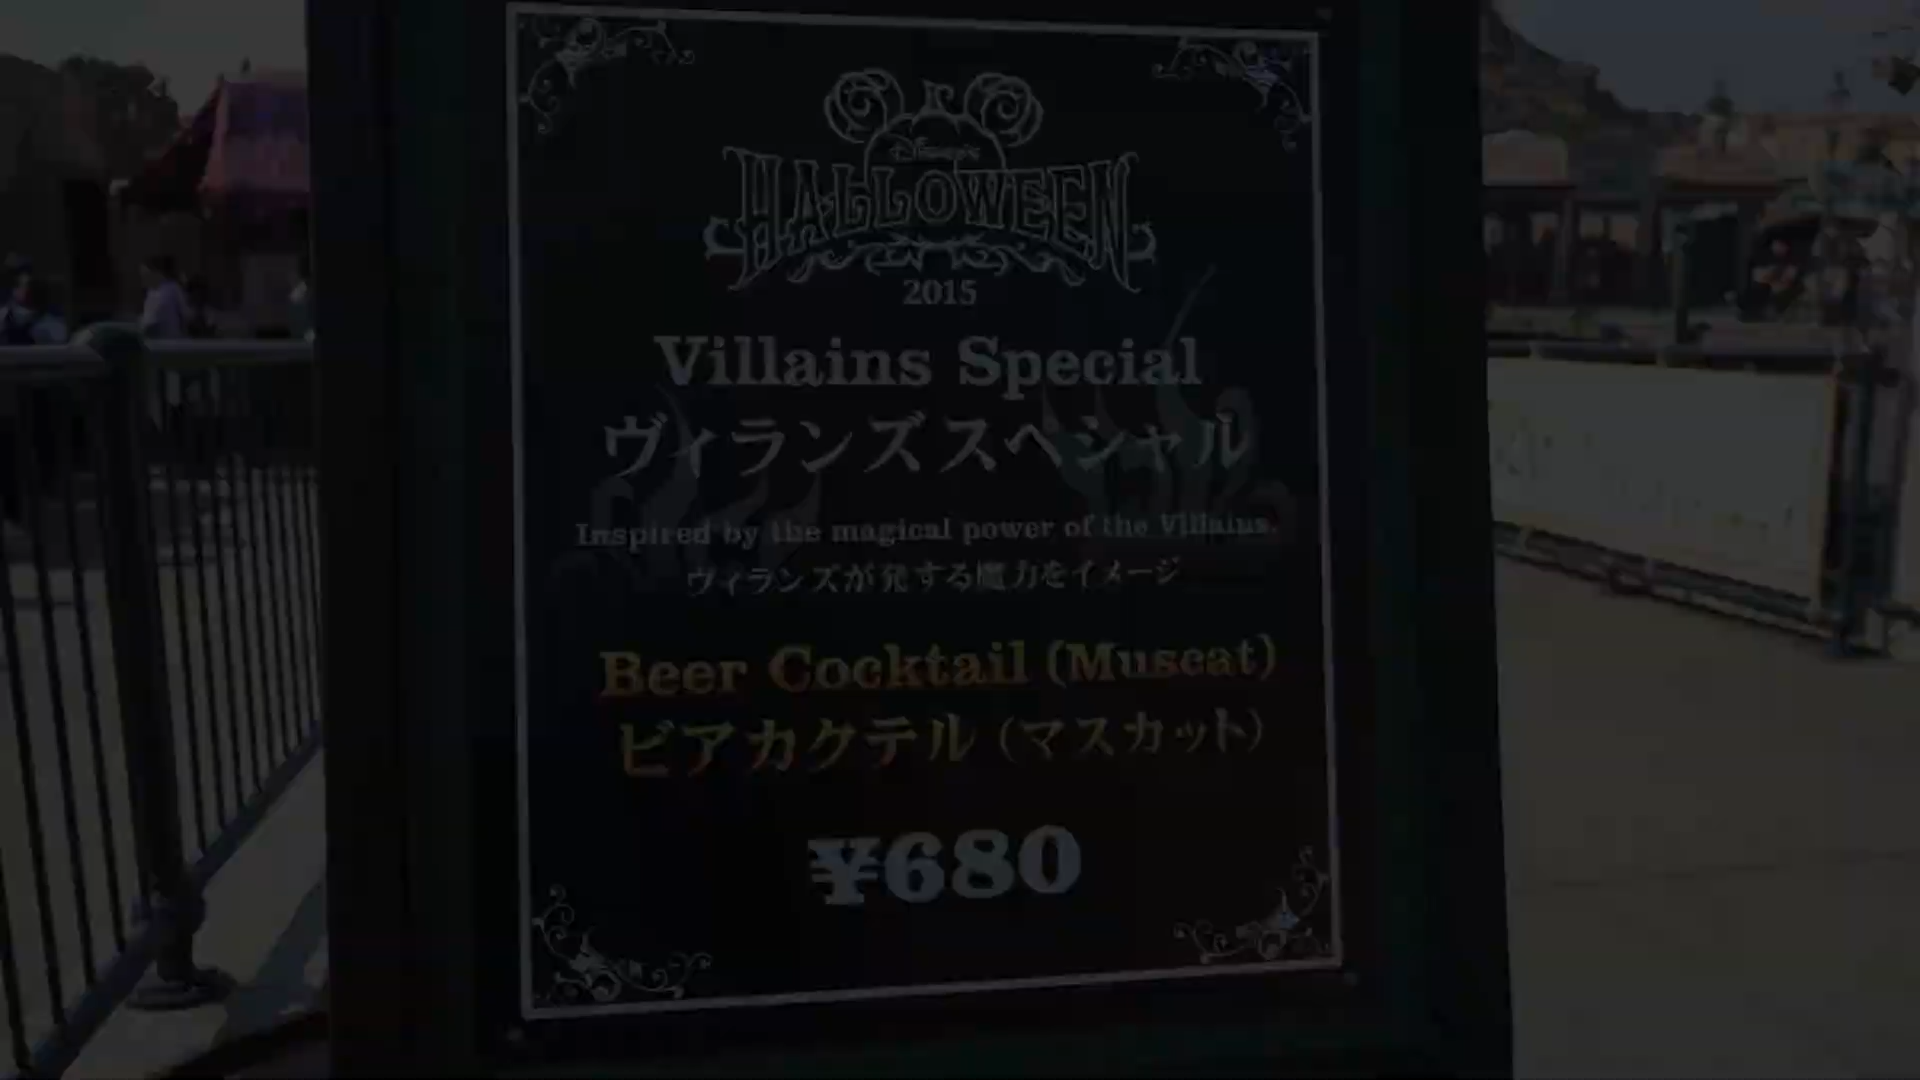 Disney's
HALLOWEEN
2015
Villains Special
ヴィランズスペシャル
Inspired by the magical power of the Villains.
ヴィランズが発する魔力をイメージ
Beer Cocktail (Muscat)
ビアカクテル(マスカット)
¥680